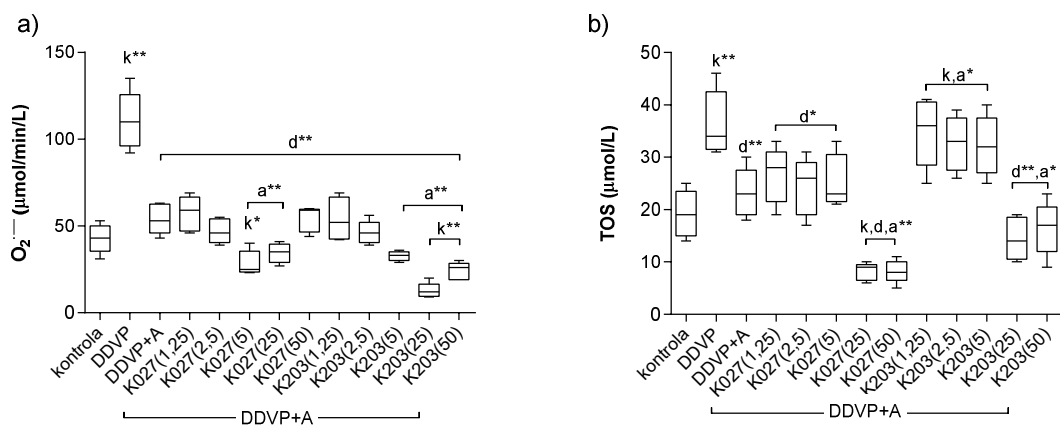 a)
O₂·— (µmol/min/L)
150
100
50
0
k**
d**
a**
k*
a**
k**
kontrola
DDVP
DDVP+A
K027(1,25)
K027(2,5)
K027(5)
K027(25)
K027(50)
K203(1,25)
K203(2,5)
K203(5)
K203(25)
K203(50)
DDVP+A
b)
TOS (µmol/L)
50
40
30
20
10
0
k**
d**
d*
k,d,a**
k,a*
d**,a*
kontrola
DDVP
DDVP+A
K027(1,25)
K027(2,5)
K027(5)
K027(25)
K027(50)
K203(1,25)
K203(2,5)
K203(5)
K203(25)
K203(50)
DDVP+A